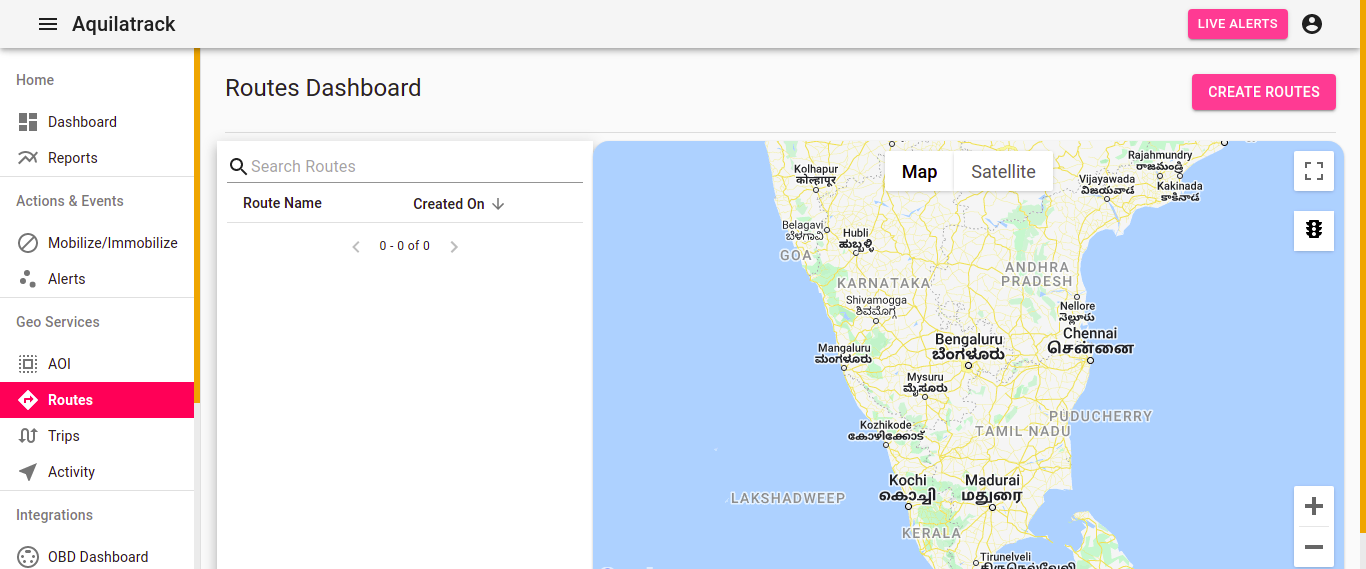 Aquilatrack
LIVE ALERTS
Home
Dashboard
Reports
Actions & Events
Mobilize/Immobilize
Alerts
Geo Services
AOI
Routes
Trips
Activity
Integrations
OBD Dashboard
Routes Dashboard
CREATE ROUTES
Search Routes
Route Name
Created On
0 - 0 of 0
Map
Satellite
Kolhapur
कोल्हापूर
Rajahmundry
రాజమండ్రి
Vijayawada
విజయవాడ
Kakinada
కాకినాడ
Belagavi
ಬೆಳಗಾವಿ
Hubli
ಹುಬ್ಬಳ್ಳಿ
GOA
KARNATAKA
ANDHRA
PRADESH
Shivamogga
ಶಿವಮೊಗ್ಗ
Nellore
నెల్లూరు
Chennai
சென்னை
Bengaluru
ಬೆಂಗಳೂರು
Mangaluru
ಮಂಗಳೂರು
Mysuru
ಮೈಸೂರು
PUDUCHERRY
Kozhikode
കോഴിക്കോട്
TAMIL NADU
Kochi
കൊച്ചി
Madurai
மதுரை
LAKSHADWEEP
KERALA
Tirunelveli
திருநெல்வேலி